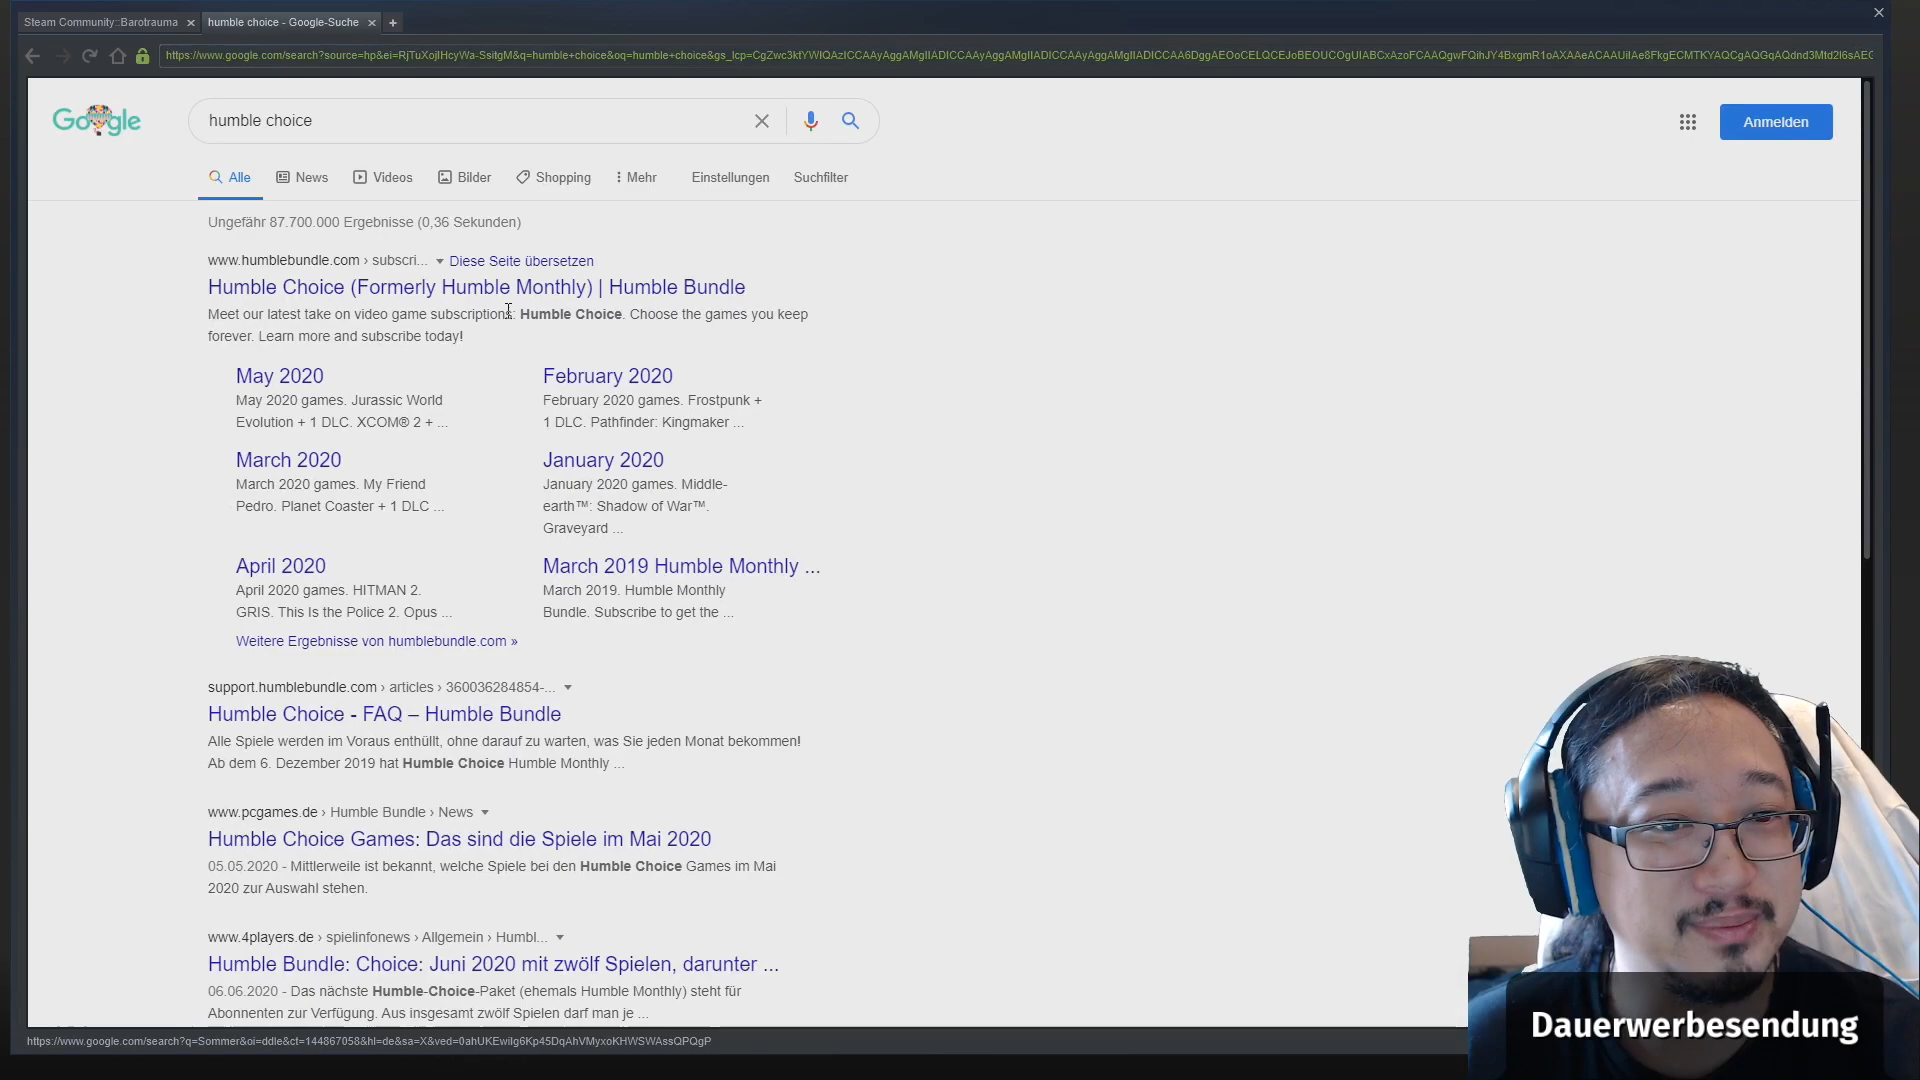 Steam Community::Barotrauma
humble choice - Google-Suche
Google
humble choice
Anmelden
Alle
News
Videos
Bilder
Shopping
Mehr
Einstellungen
Suchfilter
Ungefähr 87.700.000 Ergebnisse (0,36 Sekunden)
www.humblebundle.com › subscri... Diese Seite übersetzen
Humble Choice (Formerly Humble Monthly) | Humble Bundle
Meet our latest take on video game subscriptions: Humble Choice. Choose the games you keep
forever. Learn more and subscribe today!
May 2020
May 2020 games. Jurassic World
Evolution + 1 DLC. XCOM® 2 + ...
February 2020
February 2020 games. Frostpunk +
1 DLC. Pathfinder: Kingmaker ...
March 2020
March 2020 games. My Friend
Pedro. Planet Coaster + 1 DLC ...
January 2020
January 2020 games. Middle-
earth™: Shadow of War™.
Graveyard ...
April 2020
April 2020 games. HITMAN 2.
GRIS. This Is the Police 2. Opus ...
March 2019 Humble Monthly ...
March 2019. Humble Monthly
Bundle. Subscribe to get the ...
Weitere Ergebnisse von humblebundle.com »
support.humblebundle.com › articles › 360036284854-...
Humble Choice - FAQ – Humble Bundle
Alle Spiele werden im Voraus enthüllt, ohne darauf zu warten, was Sie jeden Monat bekommen!
Ab dem 6. Dezember 2019 hat Humble Choice Humble Monthly ...
www.pcgames.de › Humble Bundle › News
Humble Choice Games: Das sind die Spiele im Mai 2020
05.05.2020 - Mittlerweile ist bekannt, welche Spiele bei den Humble Choice Games im Mai
2020 zur Auswahl stehen.
www.4players.de › spielinfonews › Allgemein › Humbl...
Humble Bundle: Choice: Juni 2020 mit zwölf Spielen, darunter ...
06.06.2020 - Das nächste Humble-Choice-Paket (ehemals Humble Monthly) steht für
Abonnenten zur Verfügung. Aus insgesamt zwölf Spielen darf man je ...
Dauerwerbesendung